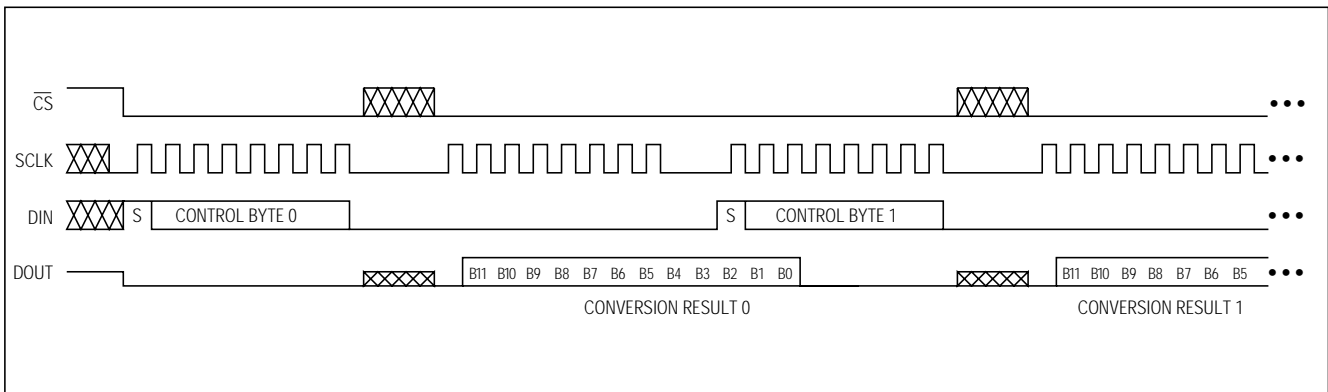 CS
SCLK
DIN S CONTROL BYTE 0 S CONTROL BYTE 1
DOUT B11 B10 B9 B8 B7 B6 B5 B4 B3 B2 B1 B0 B11 B10 B9 B8 B7 B6 B5
CONVERSION RESULT 0 CONVERSION RESULT 1